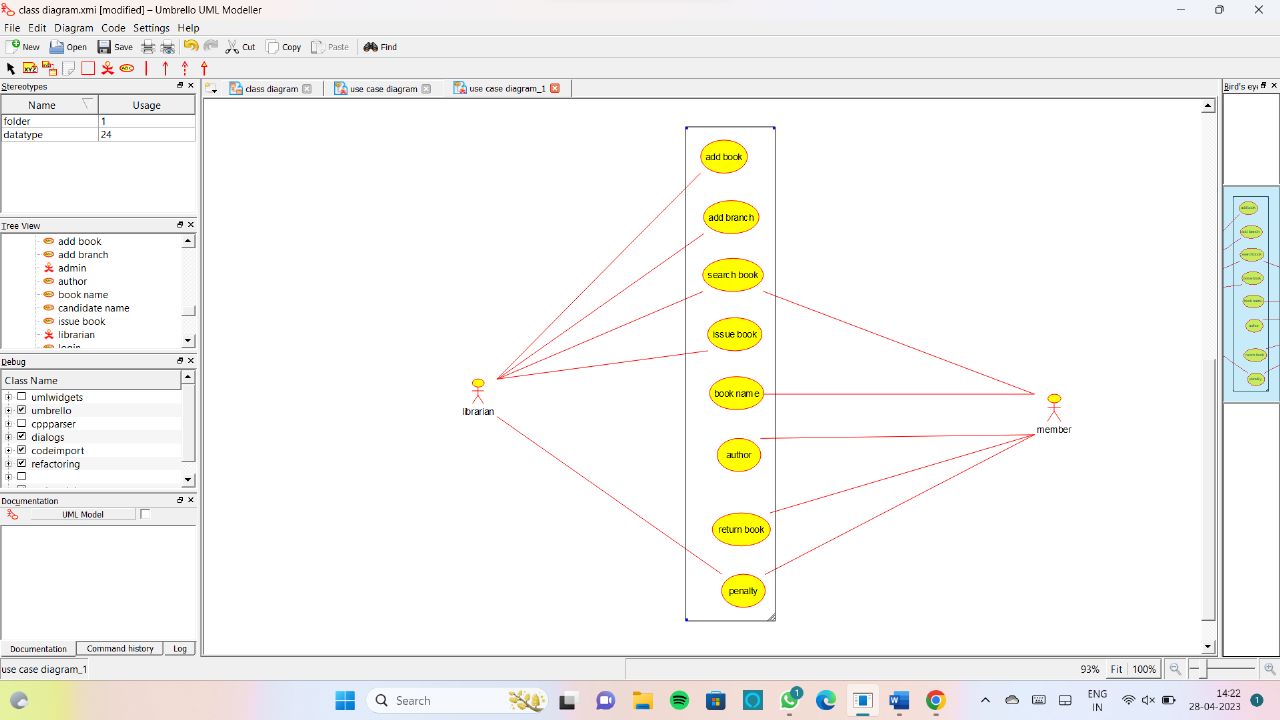 class diagram.xmi [modified] – Umbrello UML Modeller
File Edit Diagram Code Settings Help
New Open Save Cut Copy Paste Find
Stereotypes
Name Usage
folder 1
datatype 24
Tree View
add book
add branch
admin
author
book name
candidate name
issue book
librarian
Debug
Class Name
umlwidgets
umbrello
cppparser
dialogs
codeimport
refactoring
Documentation
UML Model
Documentation Command history Log
use case diagram_1
class diagram use case diagram use case diagram_1
add book
add branch
search book
issue book
book name
author
return book
penalty
librarian
member
Bird's ey
93% Fit 100%
Search
1
ENG
IN
14:22
28-04-2023
1